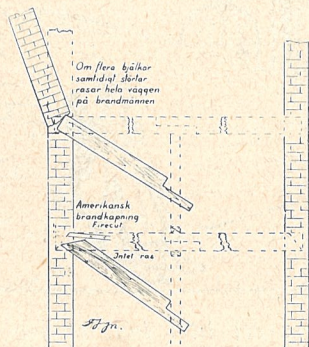 Om flera bjälkar
samtidigt störtar
rasar hela väggen
på brandmännen
Amerikansk
brandkapning
Firecut
Intet ras